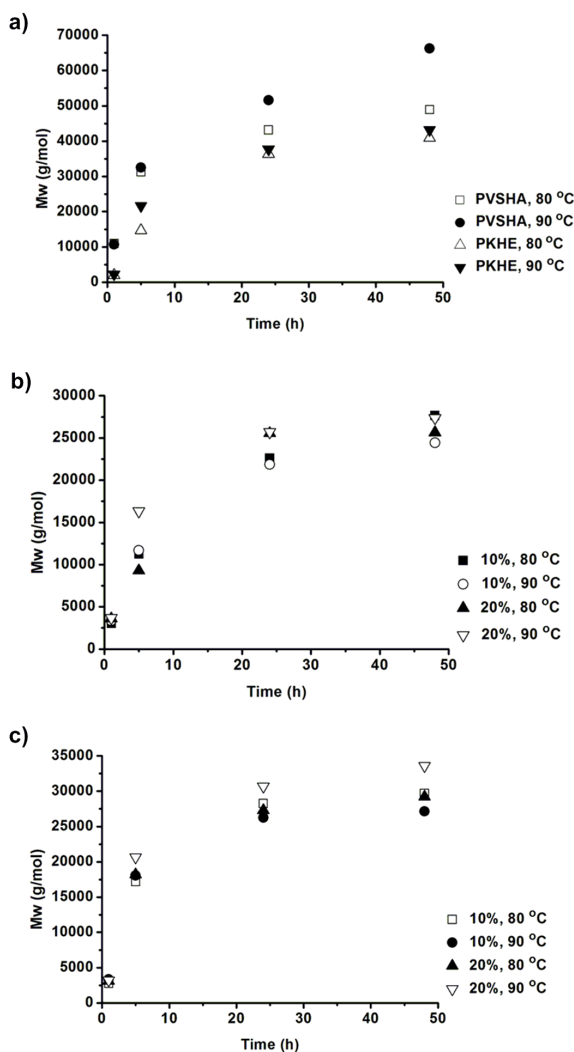 a)
70000
60000
50000
40000
30000
20000
10000
0
Mw (g/mol)
PVSHA, 80 °C
PVSHA, 90 °C
PKHE, 80 °C
PKHE, 90 °C
0 10 20 30 40 50
Time (h)
b)
30000
25000
20000
15000
10000
5000
0
Mw (g/mol)
10%, 80 °C
10%, 90 °C
20%, 80 °C
20%, 90 °C
0 10 20 30 40 50
Time (h)
c)
35000
30000
25000
20000
15000
10000
5000
0
Mw (g/mol)
10%, 80 °C
10%, 90 °C
20%, 80 °C
20%, 90 °C
0 10 20 30 40 50
Time (h)